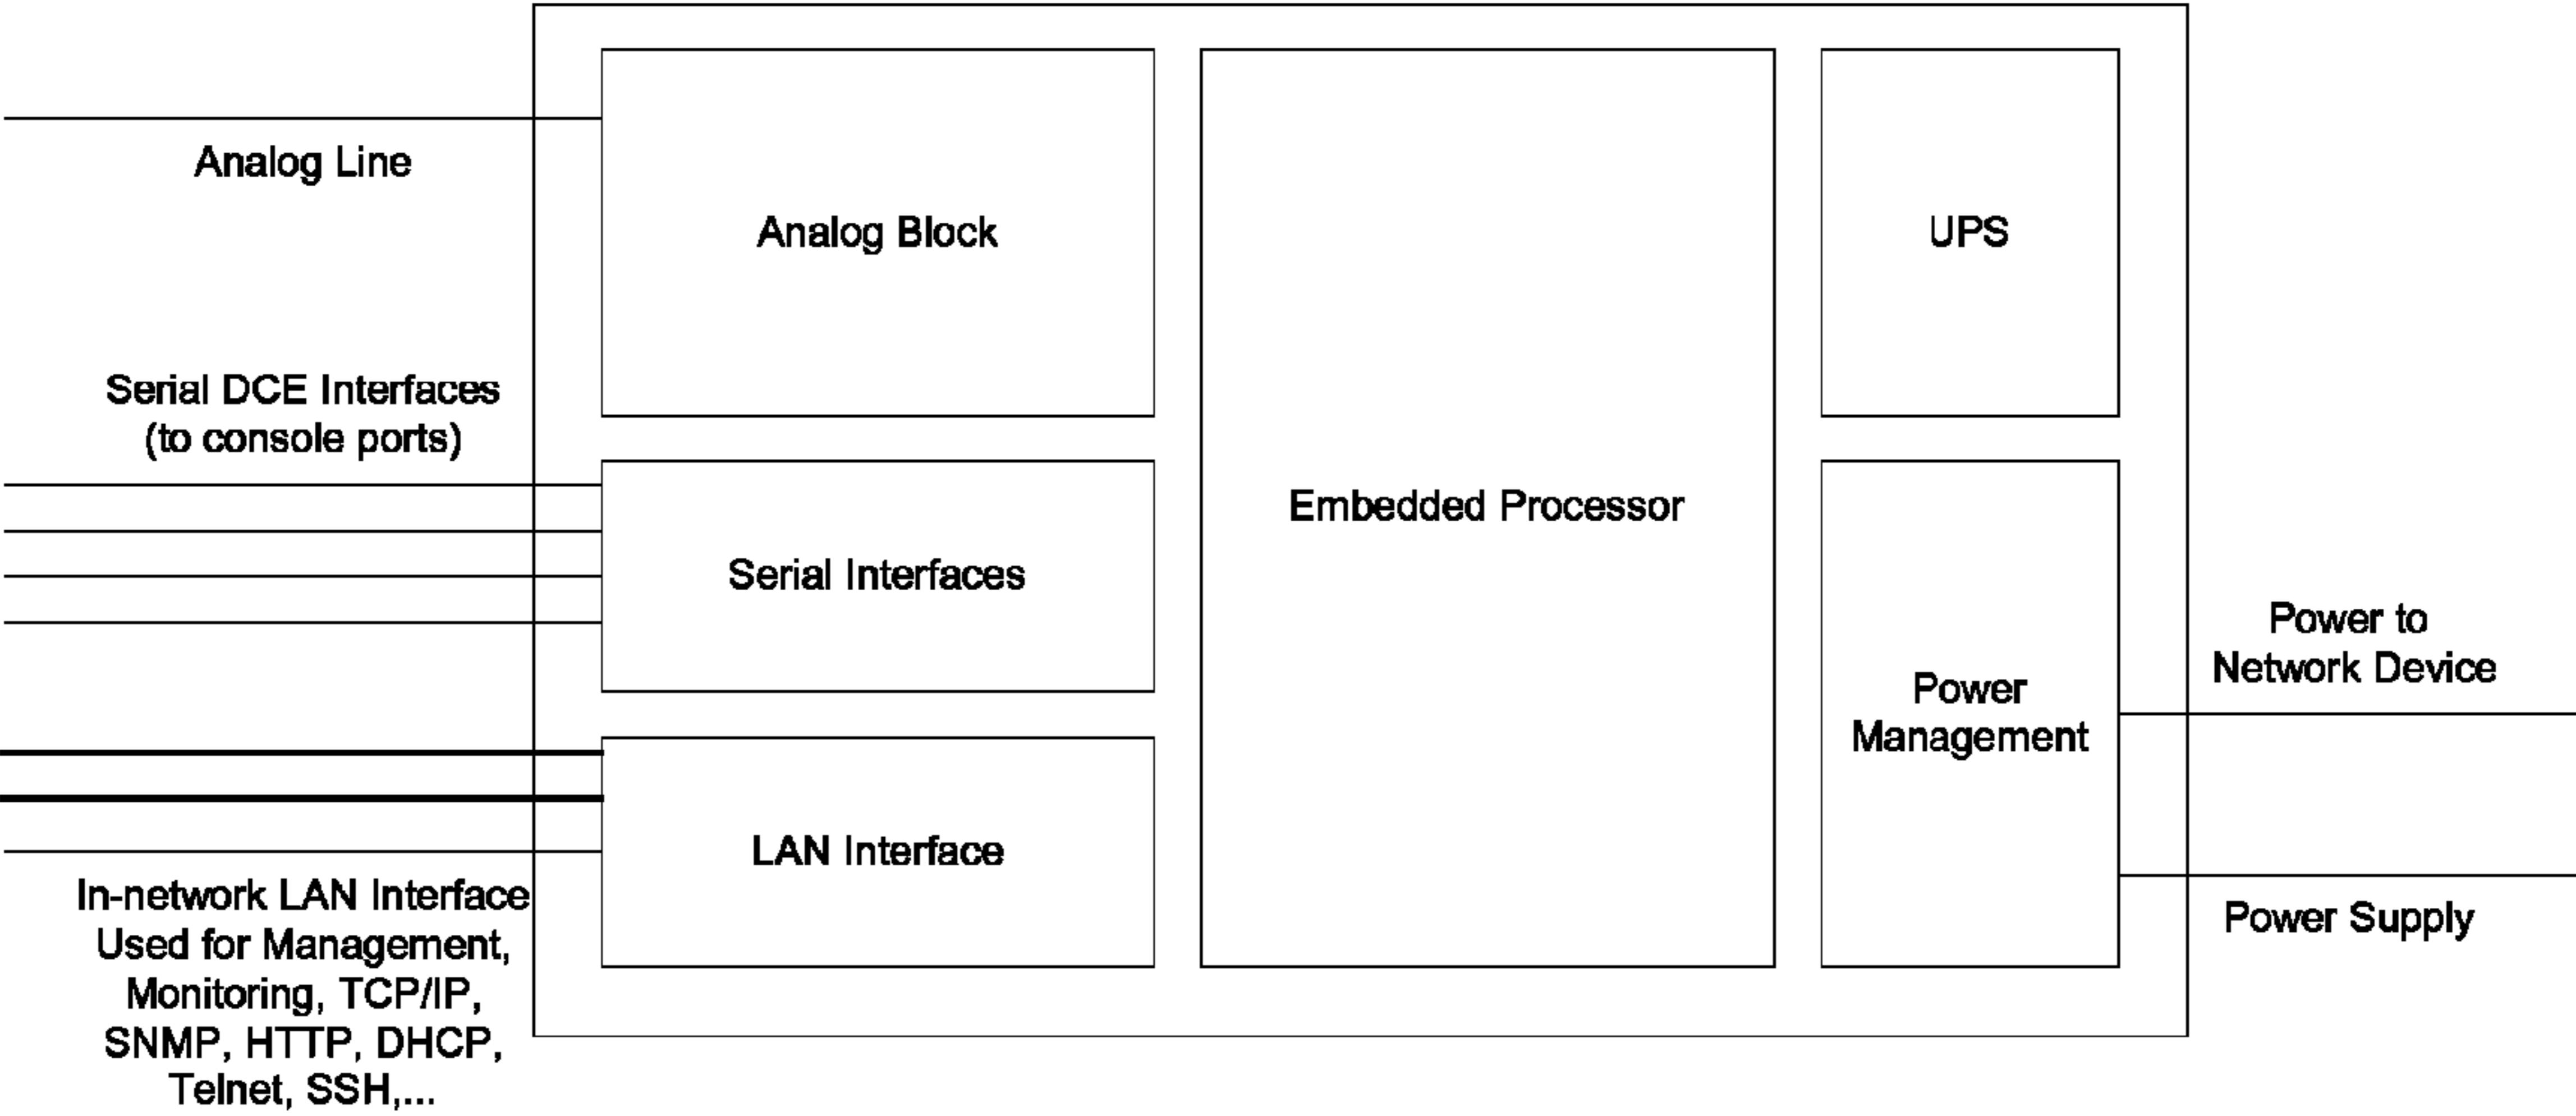 Analog Line
Analog Block
UPS
Serial DCE Interfaces
(to console ports)
Embedded Processor
Serial Interfaces
Power to
Network Device
Power
Management
LAN Interface
In-network LAN Interface
Used for Management,
Monitoring, TCP/IP,
SNMP, HTTP, DHCP,
Telnet, SSH,...
Power Supply